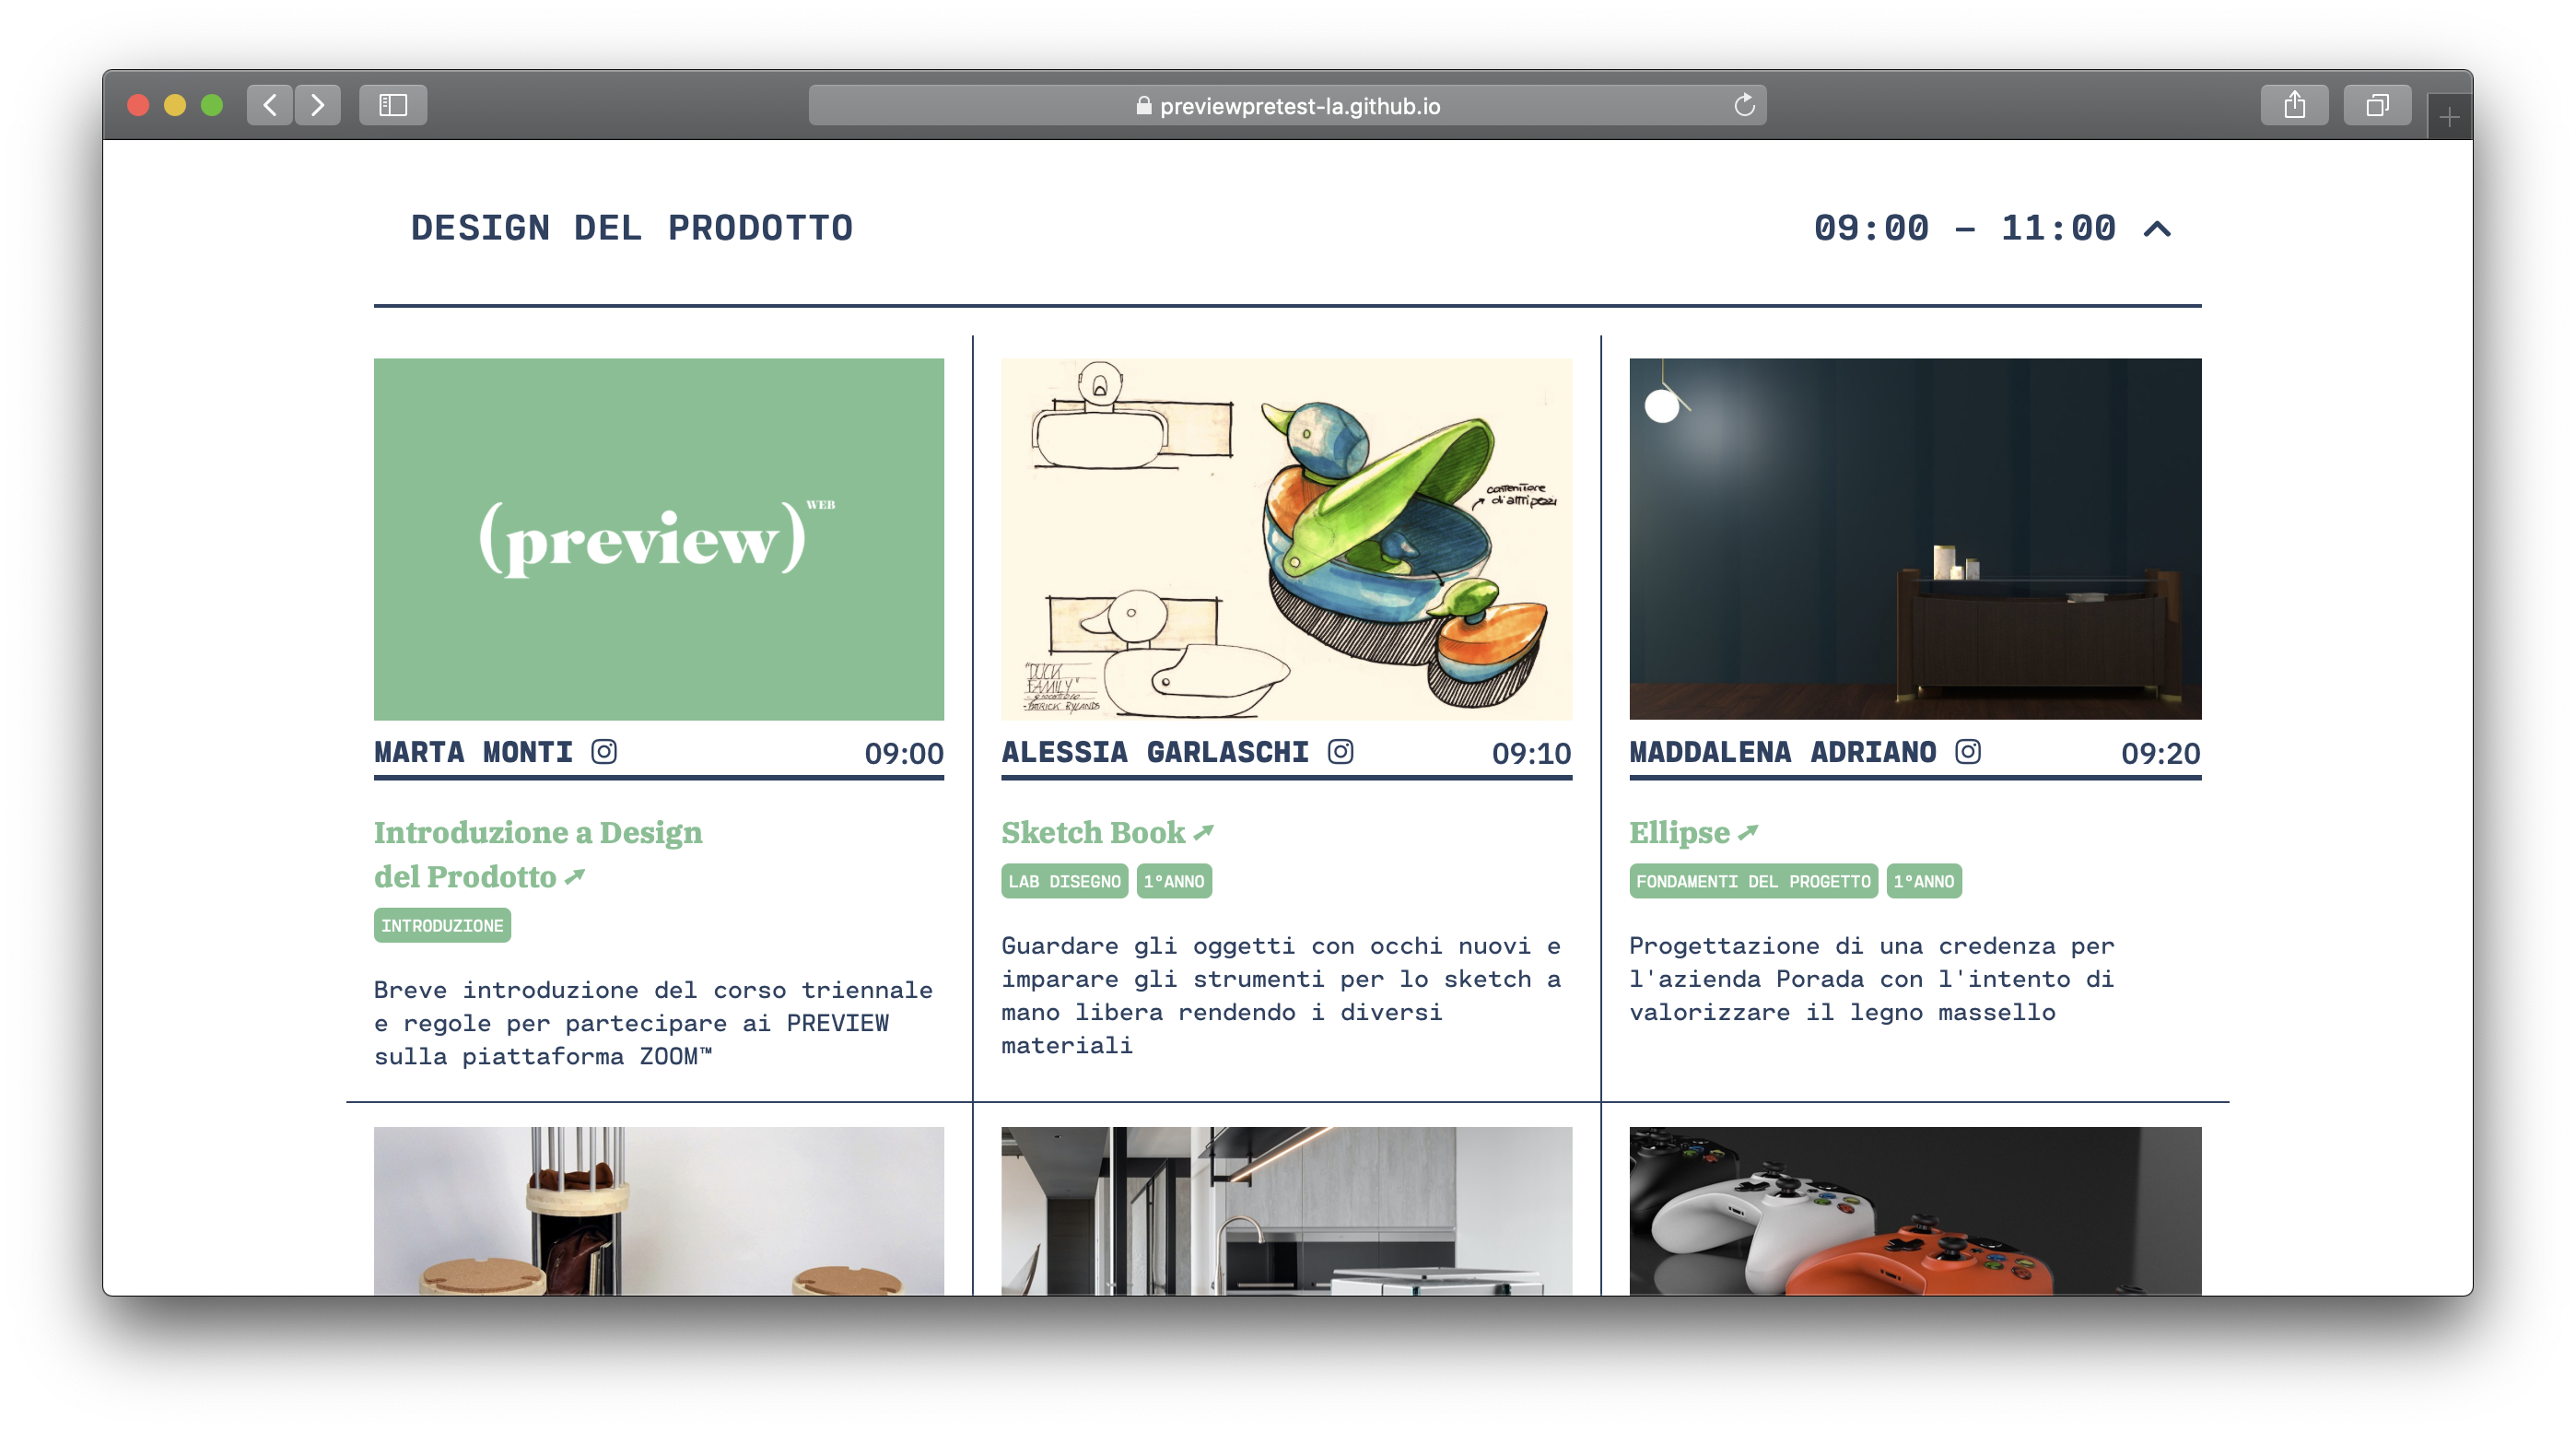 previewpretest-la.github.io
DESIGN DEL PRODOTTO
09:00 – 11:00
(preview) WEB
contenitore
di altri pezzi
"DUCK
FAMILY"
PATRICK RYLANDS
MARTA MONTI
09:00
ALESSIA GARLASCHI
09:10
MADDALENA ADRIANO
09:20
Introduzione a Design
del Prodotto
INTRODUZIONE
Breve introduzione del corso triennale
e regole per partecipare ai PREVIEW
sulla piattaforma ZOOM™
Sketch Book
LAB DISEGNO 1°ANNO
Guardare gli oggetti con occhi nuovi e
imparare gli strumenti per lo sketch a
mano libera rendendo i diversi
materiali
Ellipse
FONDAMENTI DEL PROGETTO 1°ANNO
Progettazione di una credenza per
l'azienda Porada con l'intento di
valorizzare il legno massello